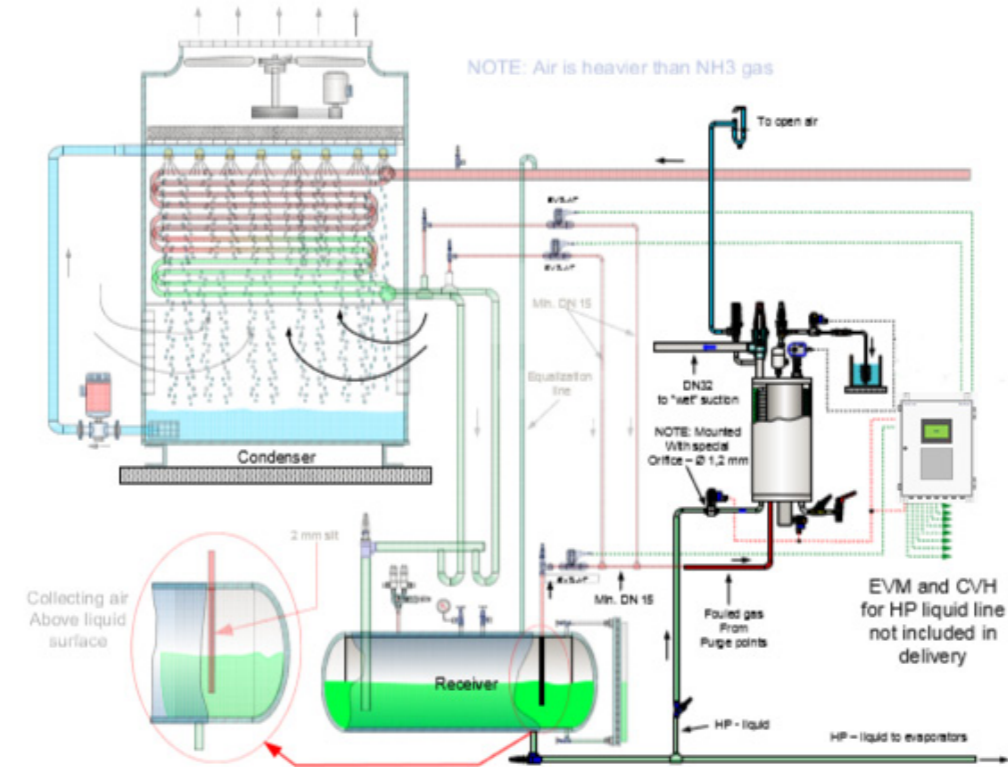 NOTE: Air is heavier than NH3 gas
To open air
Min. DN 15
Equalization
line
DN32
to "wet" suction
NOTE: Mounted
With special
Orifice – Ø 1,2 mm
Condenser
2 mm slit
Collecting air
Above liquid
surface
Min. DN 15
Fouled gas
From
Purge points
EVM and CVH
for HP liquid line
not included in
delivery
Receiver
HP - liquid
HP – liquid to evaporators